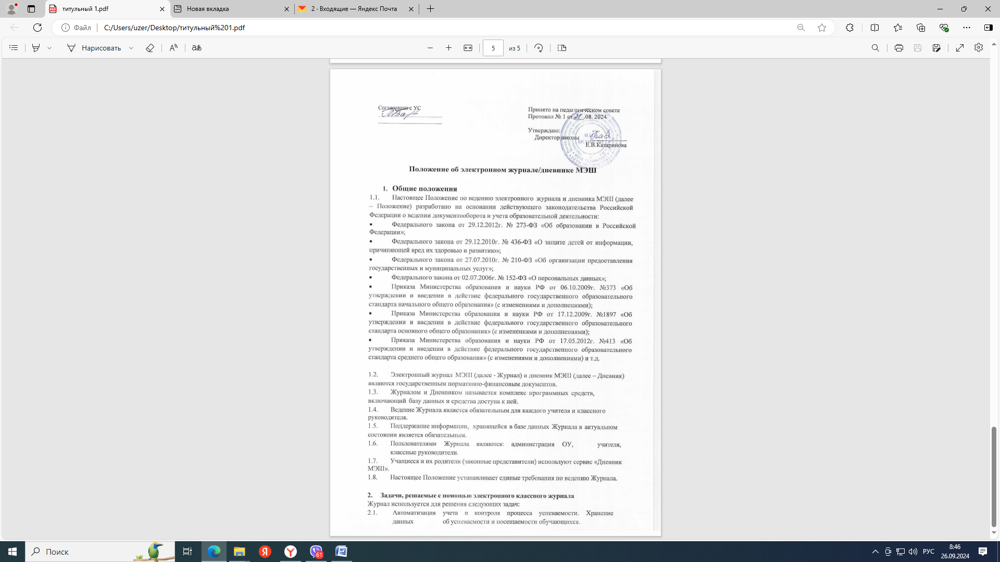 титульный 1.pdf
Новая вкладка
2 · Входящие — Яндекс Почта
Файл
C:/Users/uzer/Desktop/титульный%201.pdf
Нарисовать
5 из 5
Согласовано с УС
Принято на педагогическом совете
Протокол № 1 от .08. 2024
Утверждаю:
Директор школы
Е.В.Казаринова
Положение об электронном журнале/дневнике МЭШ
1. Общие положения
1.1. Настоящее Положение по ведению электронного журнала и дневника МЭШ (далее
– Положение) разработано на основании действующего законодательства Российской
Федерации о ведении документооборота и учета образовательной деятельности:
• Федерального закона от 29.12.2012г. № 273-ФЗ «Об образовании в Российской
Федерации»;
• Федерального закона от 29.12.2010г. № 436-ФЗ «О защите детей от информации,
причиняющей вред их здоровью и развитию»;
• Федерального закона от 27.07.2010г. № 210-ФЗ «Об организации предоставления
государственных и муниципальных услуг»;
• Федерального закона от 02.07.2006г. № 152-ФЗ «О персональных данных»;
• Приказа Министерства образования и науки РФ от 06.10.2009г. №373 «Об
утверждении и введении в действие федерального государственного образовательного
стандарта начального общего образования» (с изменениями и дополнениями);
• Приказа Министерства образования и науки РФ от 17.12.2009г. №1897 «Об
утверждении и введении в действие федерального государственного образовательного
стандарта основного общего образования» (с изменениями и дополнениями);
• Приказа Министерства образования и науки РФ от 17.05.2012г. №413 «Об
утверждении и введении в действие федерального государственного образовательного
стандарта среднего общего образования» (с изменениями и дополнениями) и т.д.
1.2. Электронный журнал МЭШ (далее - Журнал) и дневник МЭШ (далее – Дневник)
являются государственным нормативно-финансовым документов.
1.3. Журналом и Дневником называется комплекс программных средств,
включающий базу данных и средства доступа к ней.
1.4. Ведение Журнала является обязательным для каждого учителя и классного
руководителя.
1.5. Поддержание информации, хранящейся в базе данных Журнала в актуальном
состоянии является обязательным.
1.6. Пользователями Журнала являются: администрация ОУ, учителя,
классные руководители.
1.7. Учащиеся и их родители (законные представители) используют сервис «Дневник
МЭШ».
1.8. Настоящее Положение устанавливает единые требования по ведению Журнала.
2. Задачи, решаемые с помощью электронного классного журнала
Журнал используется для решения следующих задач:
2.1. Автоматизация учета и контроля процесса успеваемости. Хранение
данных об успеваемости и посещаемости обучающихся.
Поиск
61
РУС
8:46
26.09.2024